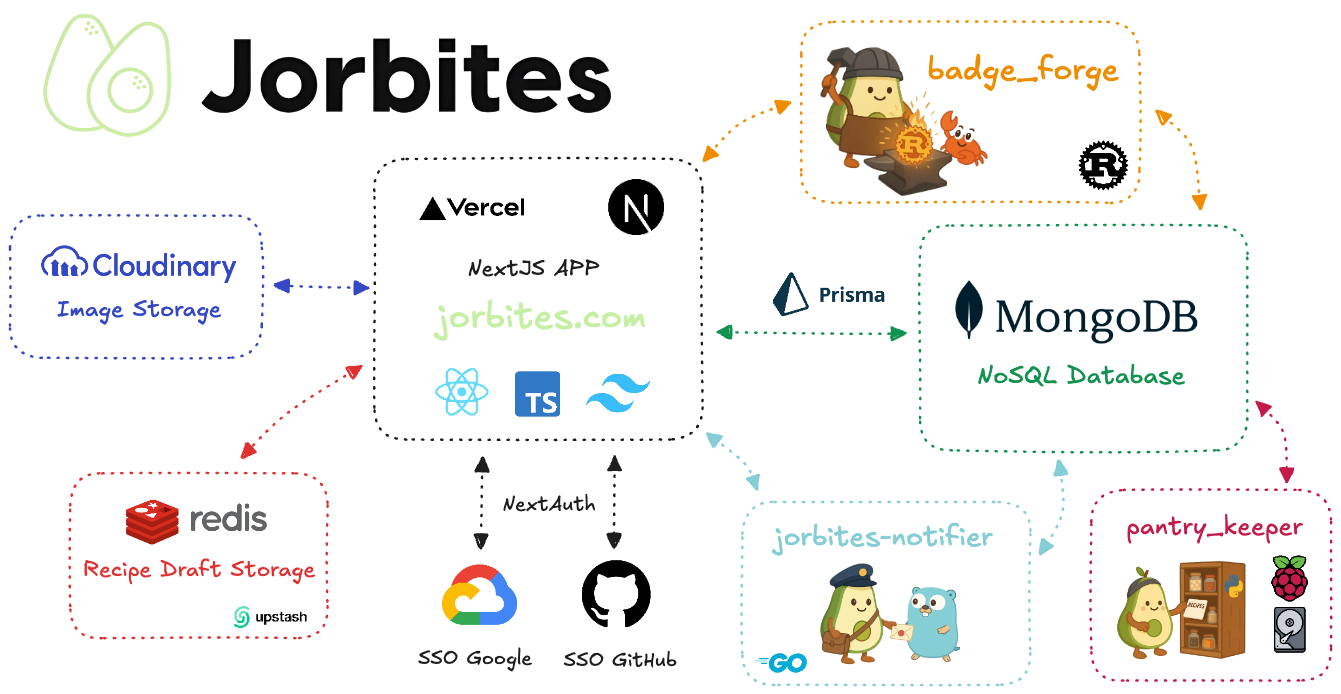 Jorbites
badge_forge
R
R
Vercel
N
NextJS APP
jorbites.com
TS
Cloudinary
Image Storage
Prisma
MongoDB
NoSQL Database
redis
Recipe Draft Storage
upstash
NextAuth
SSO Google
SSO GitHub
jorbites-notifier
GO
pantry_keeper
RECIPES